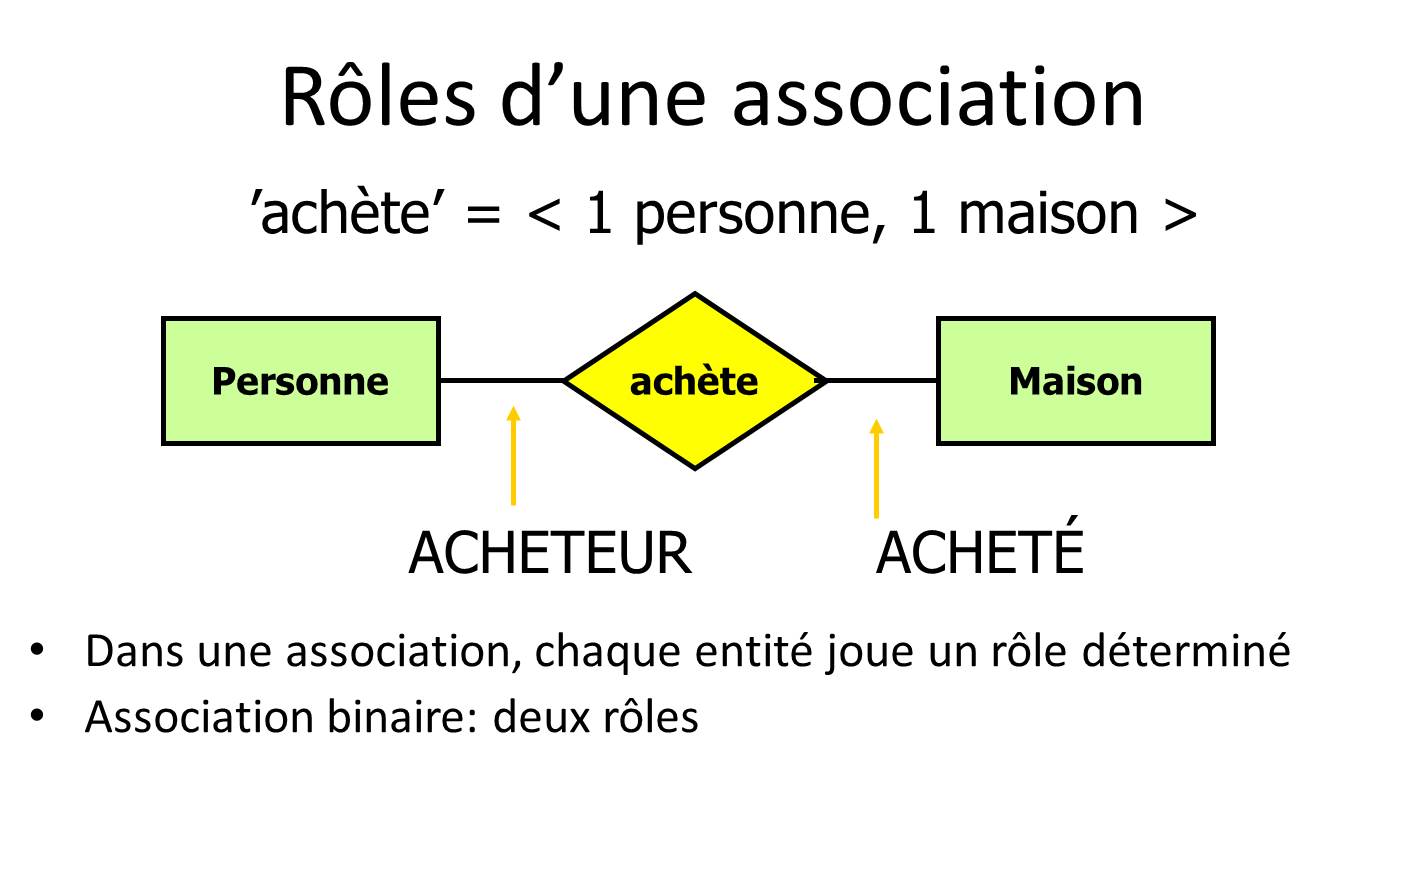 Rôles d’une association
’achète’ = < 1 personne, 1 maison >
Personne achète Maison
ACHETEUR ACHETÉ
• Dans une association, chaque entité joue un rôle déterminé
• Association binaire: deux rôles